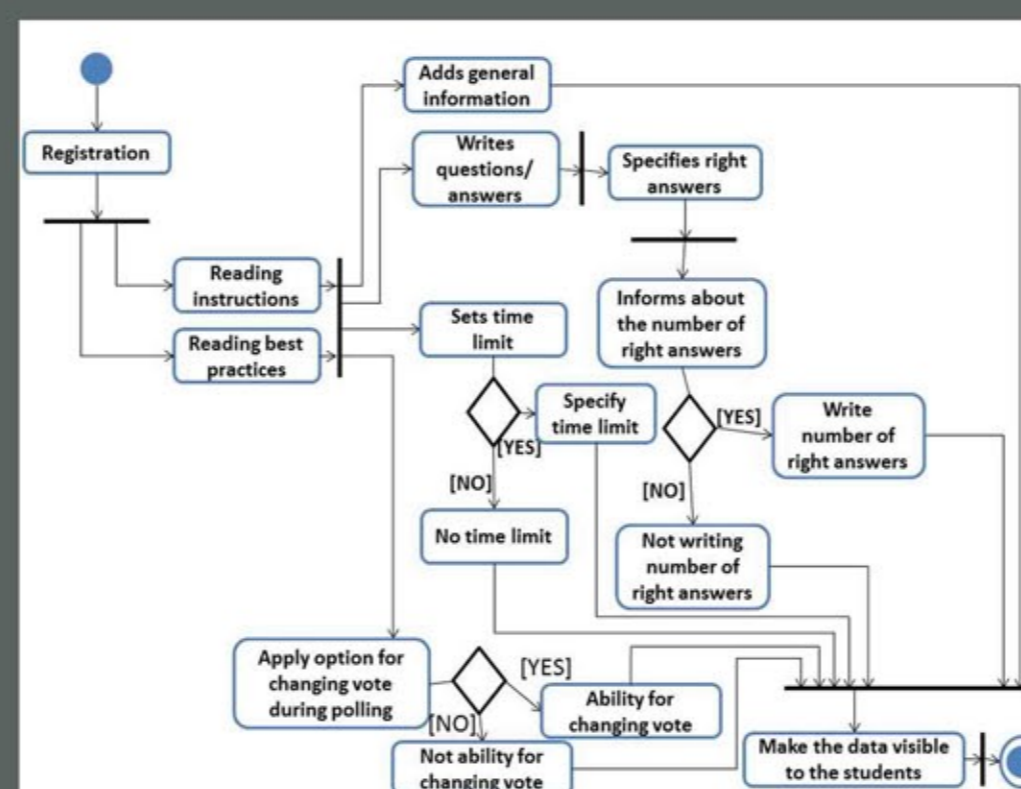 Adds general
information
Registration
Writes
questions/
answers
Specifies right
answers
Reading
instructions
Reading best
practices
Sets time
limit
Informs about
the number of
right answers
Specify
time limit
[YES]
[NO]
No time limit
[YES]
Write
number of
right answers
[NO]
Not writing
number of
right answers
Apply option for
changing vote
during polling
[YES]
Ability for
changing vote
[NO]
Not ability for
changing vote
Make the data visible
to the students